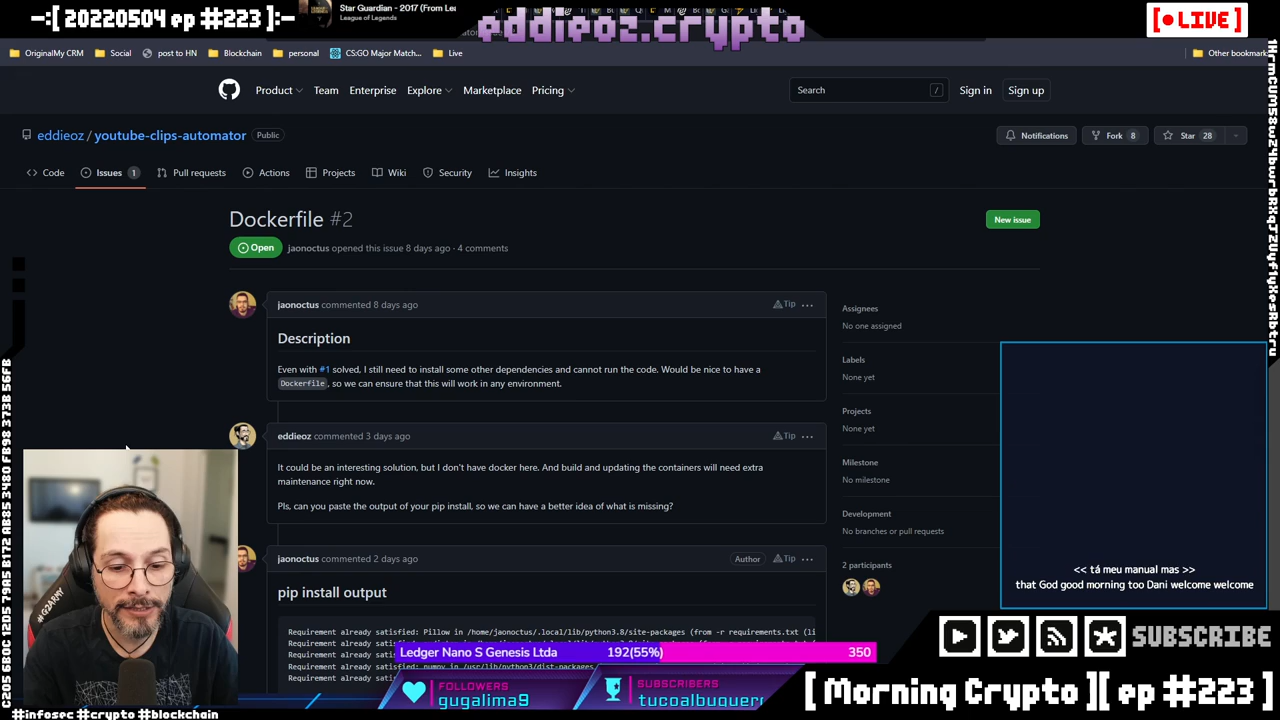 -:[ 20220504 ep #223 ]:-
Star Guardian - 2017 (From Le
League of Legends
eddieoz.crypto
[ LIVE ]
OriginalMy CRM
Social
post to HN
Blockchain
personal
CS:GO Major Match...
Live
Other bookmark
Product
Team
Enterprise
Explore
Marketplace
Pricing
Search
/
Sign in
Sign up
eddieoz / youtube-clips-automator
Public
Notifications
Fork 8
Star 28
Code
Issues 1
Pull requests
Actions
Projects
Wiki
Security
Insights
Dockerfile #2
New issue
Open
jaonoctus opened this issue 8 days ago · 4 comments
jaonoctus commented 8 days ago
Tip ...
Description
Even with #1 solved, I still need to install some other dependencies and cannot run the code. Would be nice to have a
Dockerfile, so we can ensure that this will work in any environment.
eddieoz commented 3 days ago
Tip ...
It could be an interesting solution, but I don't have docker here. And build and updating the containers will need extra
maintenance right now.
Pls, can you paste the output of your pip install, so we can have a better idea of what is missing?
jaonoctus commented 2 days ago
Author
Tip ...
pip install output
Requirement already satisfied: Pillow in /home/jaonoctus/.local/lib/python3.8/site-packages (from -r requirements.txt (li
Assignees
No one assigned
Labels
None yet
Projects
None yet
Milestone
No milestone
Development
No branches or pull requests
2 participants
<< tá meu manual mas >>
that God good morning too Dani welcome welcome
Ledger Nano S Genesis Ltda
192(55%)
350
FOLLOWERS
gugalima9
SUBSCRIBERS
tucoalbuquerq
SUBSCRIBE
[ Morning Crypto ][ ep #223 ]
#infosec #crypto #blockchain